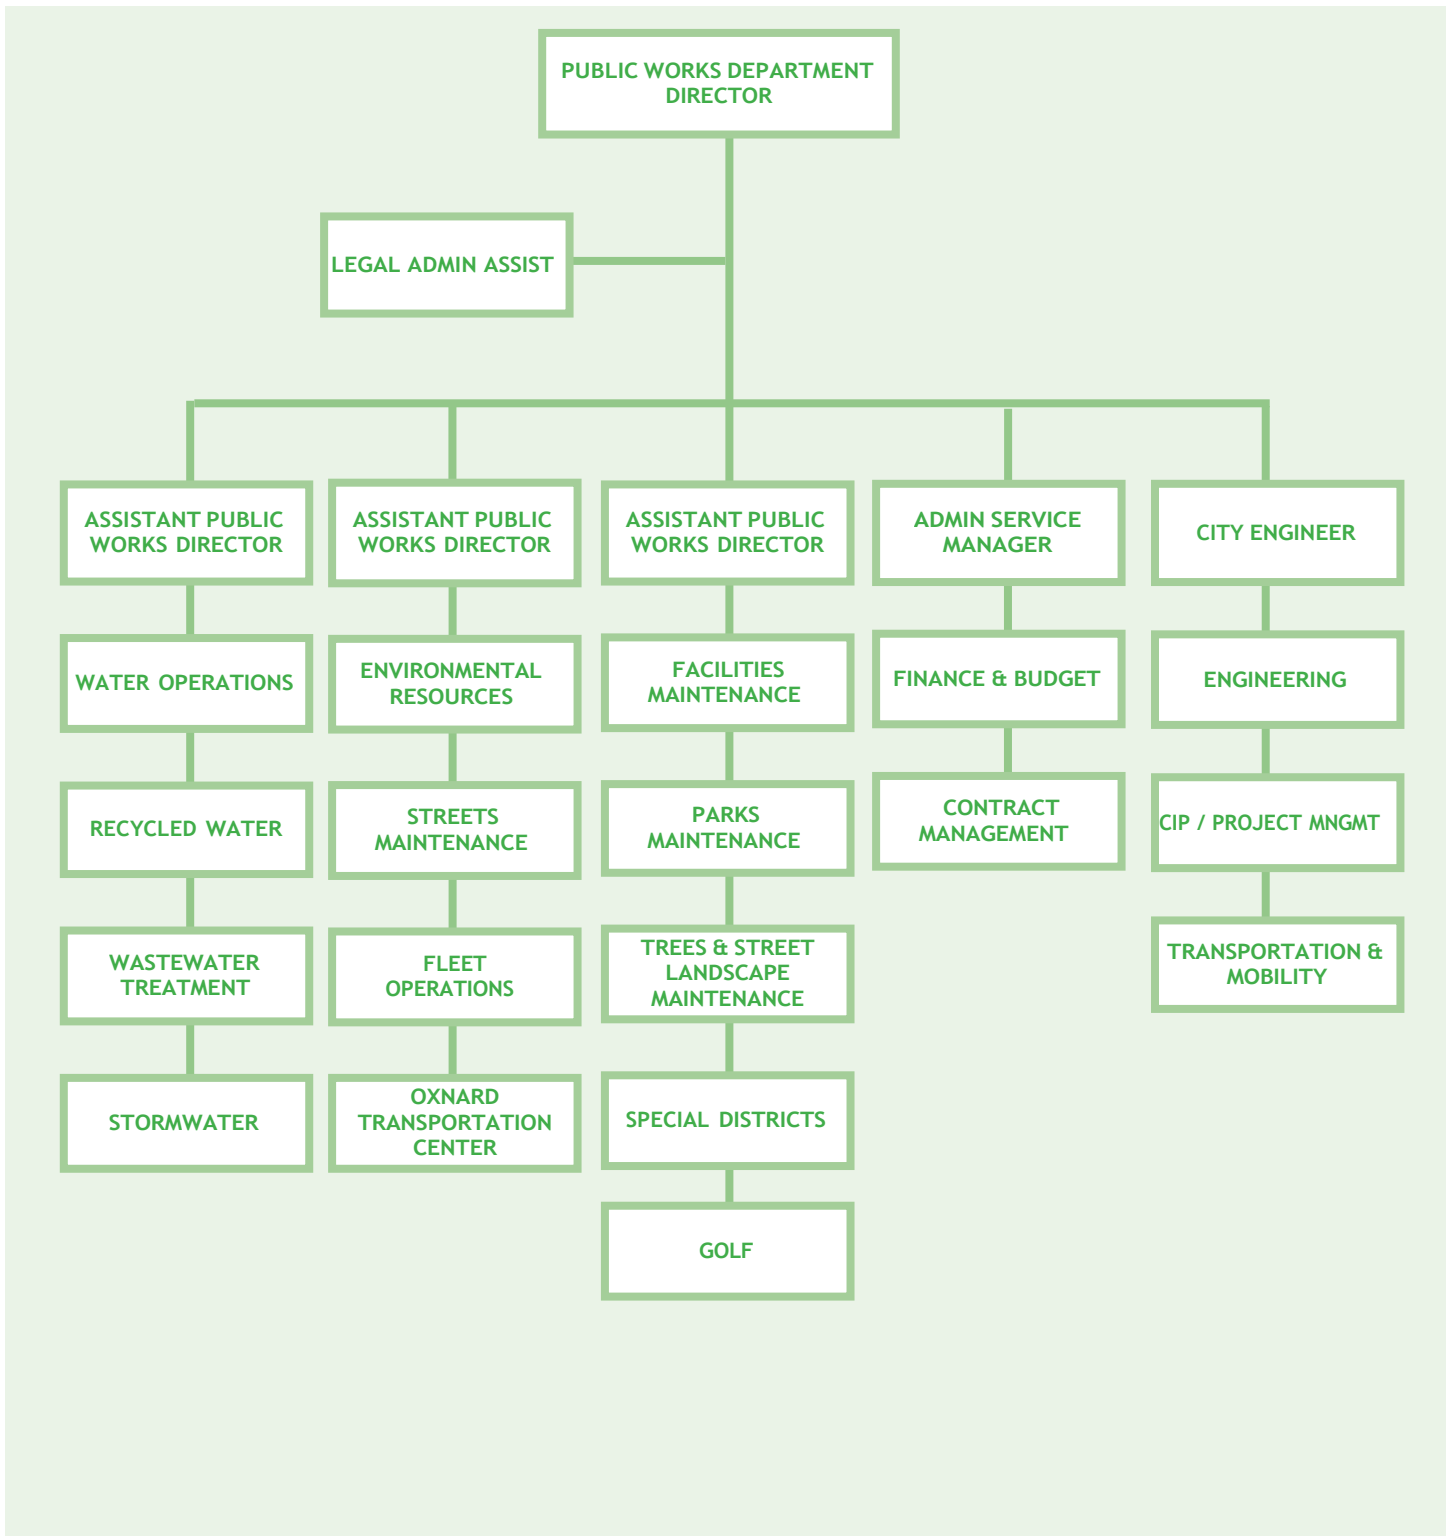 PUBLIC WORKS DEPARTMENT
DIRECTOR
LEGAL ADMIN ASSIST
ASSISTANT PUBLIC
WORKS DIRECTOR
ASSISTANT PUBLIC
WORKS DIRECTOR
ASSISTANT PUBLIC
WORKS DIRECTOR
ADMIN SERVICE
MANAGER
CITY ENGINEER
WATER OPERATIONS
ENVIRONMENTAL
RESOURCES
FACILITIES
MAINTENANCE
FINANCE & BUDGET
ENGINEERING
RECYCLED WATER
STREETS
MAINTENANCE
PARKS
MAINTENANCE
CONTRACT
MANAGEMENT
CIP / PROJECT MNGMT
WASTEWATER
TREATMENT
FLEET
OPERATIONS
TREES & STREET
LANDSCAPE
MAINTENANCE
TRANSPORTATION &
MOBILITY
STORMWATER
OXNARD
TRANSPORTATION
CENTER
SPECIAL DISTRICTS
GOLF